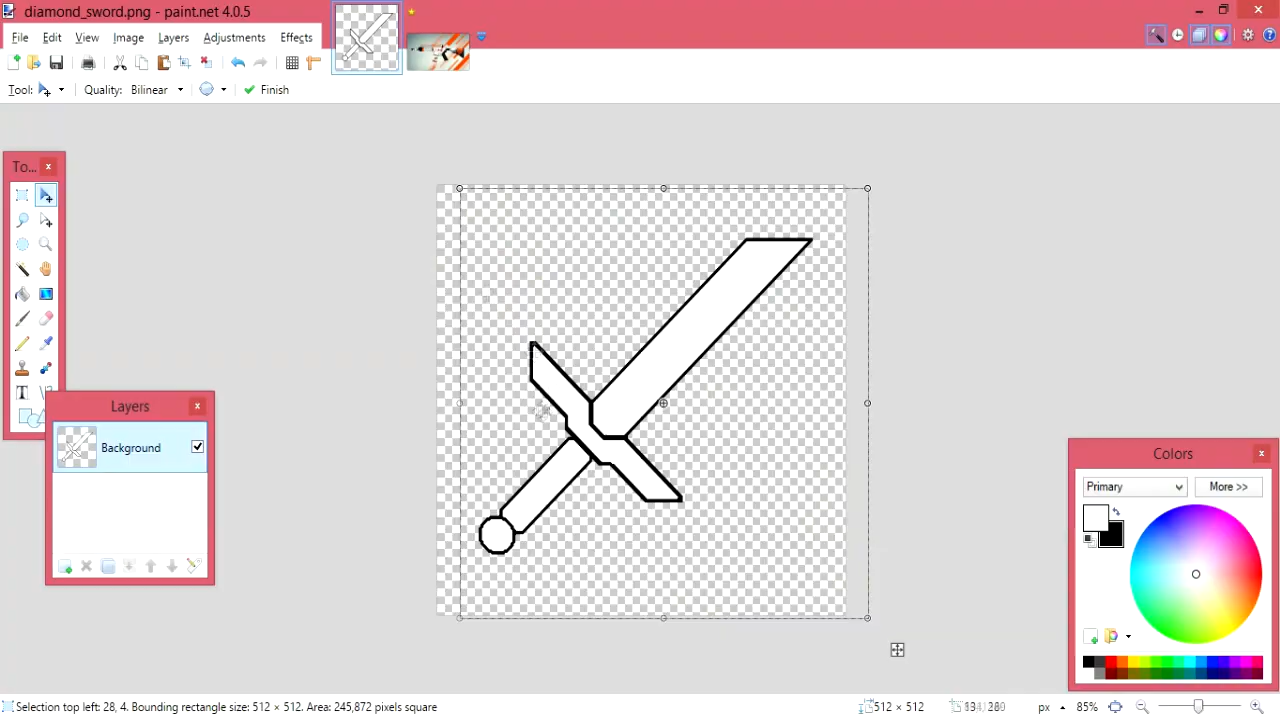 diamond_sword.png - paint.net 4.0.5
File Edit View Image Layers Adjustments Effects
Tool: Quality: Bilinear Finish
To...
Layers
Background
Colors
Primary More >>
Selection top left: 28, 4. Bounding rectangle size: 512 × 512. Area: 245,872 pixels square 512 × 512 px 85%